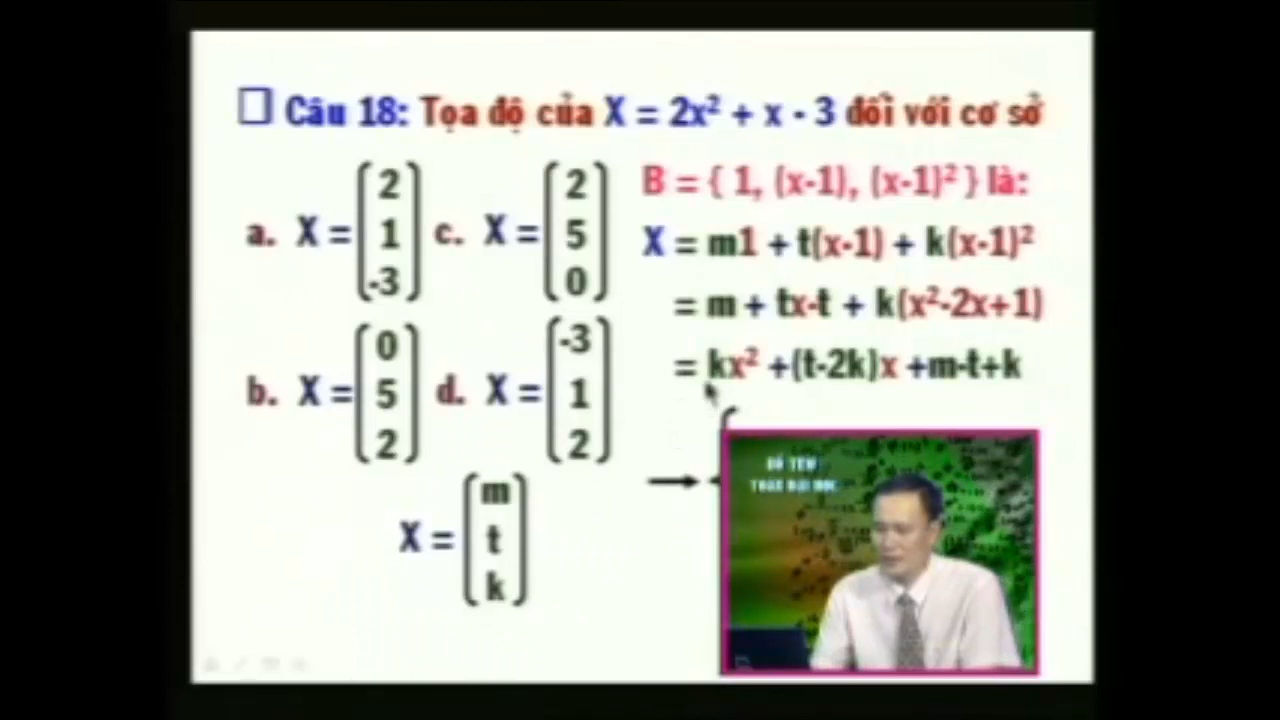 Câu 18: Tọa độ của X = 2x² + x - 3 đối với cơ sở
B = { 1, (x-1), (x-1)² } là:
a. X = (2 1 -3)
c. X = (2 5 0)
b. X = (0 5 2)
d. X = (-3 1 2)
X = (m t k)
X = m1 + t(x-1) + k(x-1)²
= m + tx-t + k(x²-2x+1)
= kx² +(t-2k)x +m-t+k
→